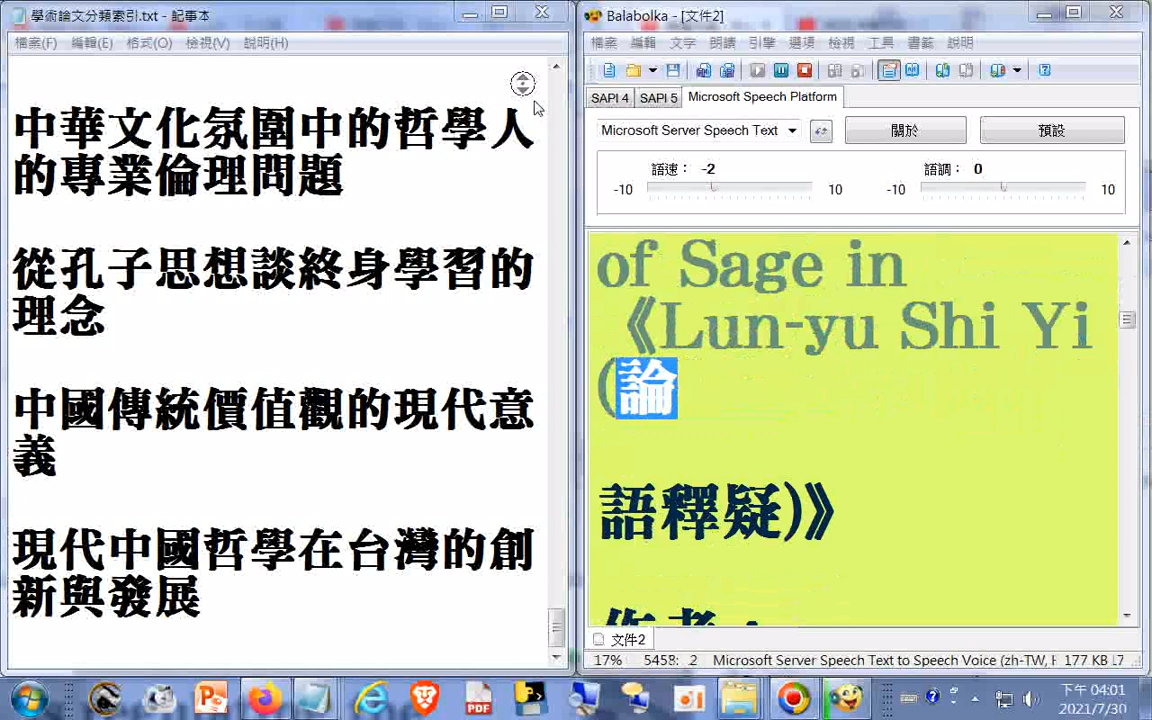 學術論文分類索引.txt - 記事本
檔案(F) 編輯(E) 格式(O) 檢視(V) 說明(H)
中華文化氛圍中的哲學人
的專業倫理問題
從孔子思想談終身學習的
理念
中國傳統價值觀的現代意
義
現代中國哲學在台灣的創
新與發展
Balabolka - [文件2]
檔案 編輯 文字 朗讀 引擎 選項 檢視 工具 書籤 說明
SAPI 4 SAPI 5 Microsoft Speech Platform
Microsoft Server Speech Text 關於 預設
語速： -2 語調： 0
-10 10 -10 10
of Sage in
《Lun-yu Shi Yi
(論
語釋疑)》
作者：
文件2
17% 5458: 2 Microsoft Server Speech Text to Speech Voice (zh-TW, 177 KB
下午 04:01
2021/7/30